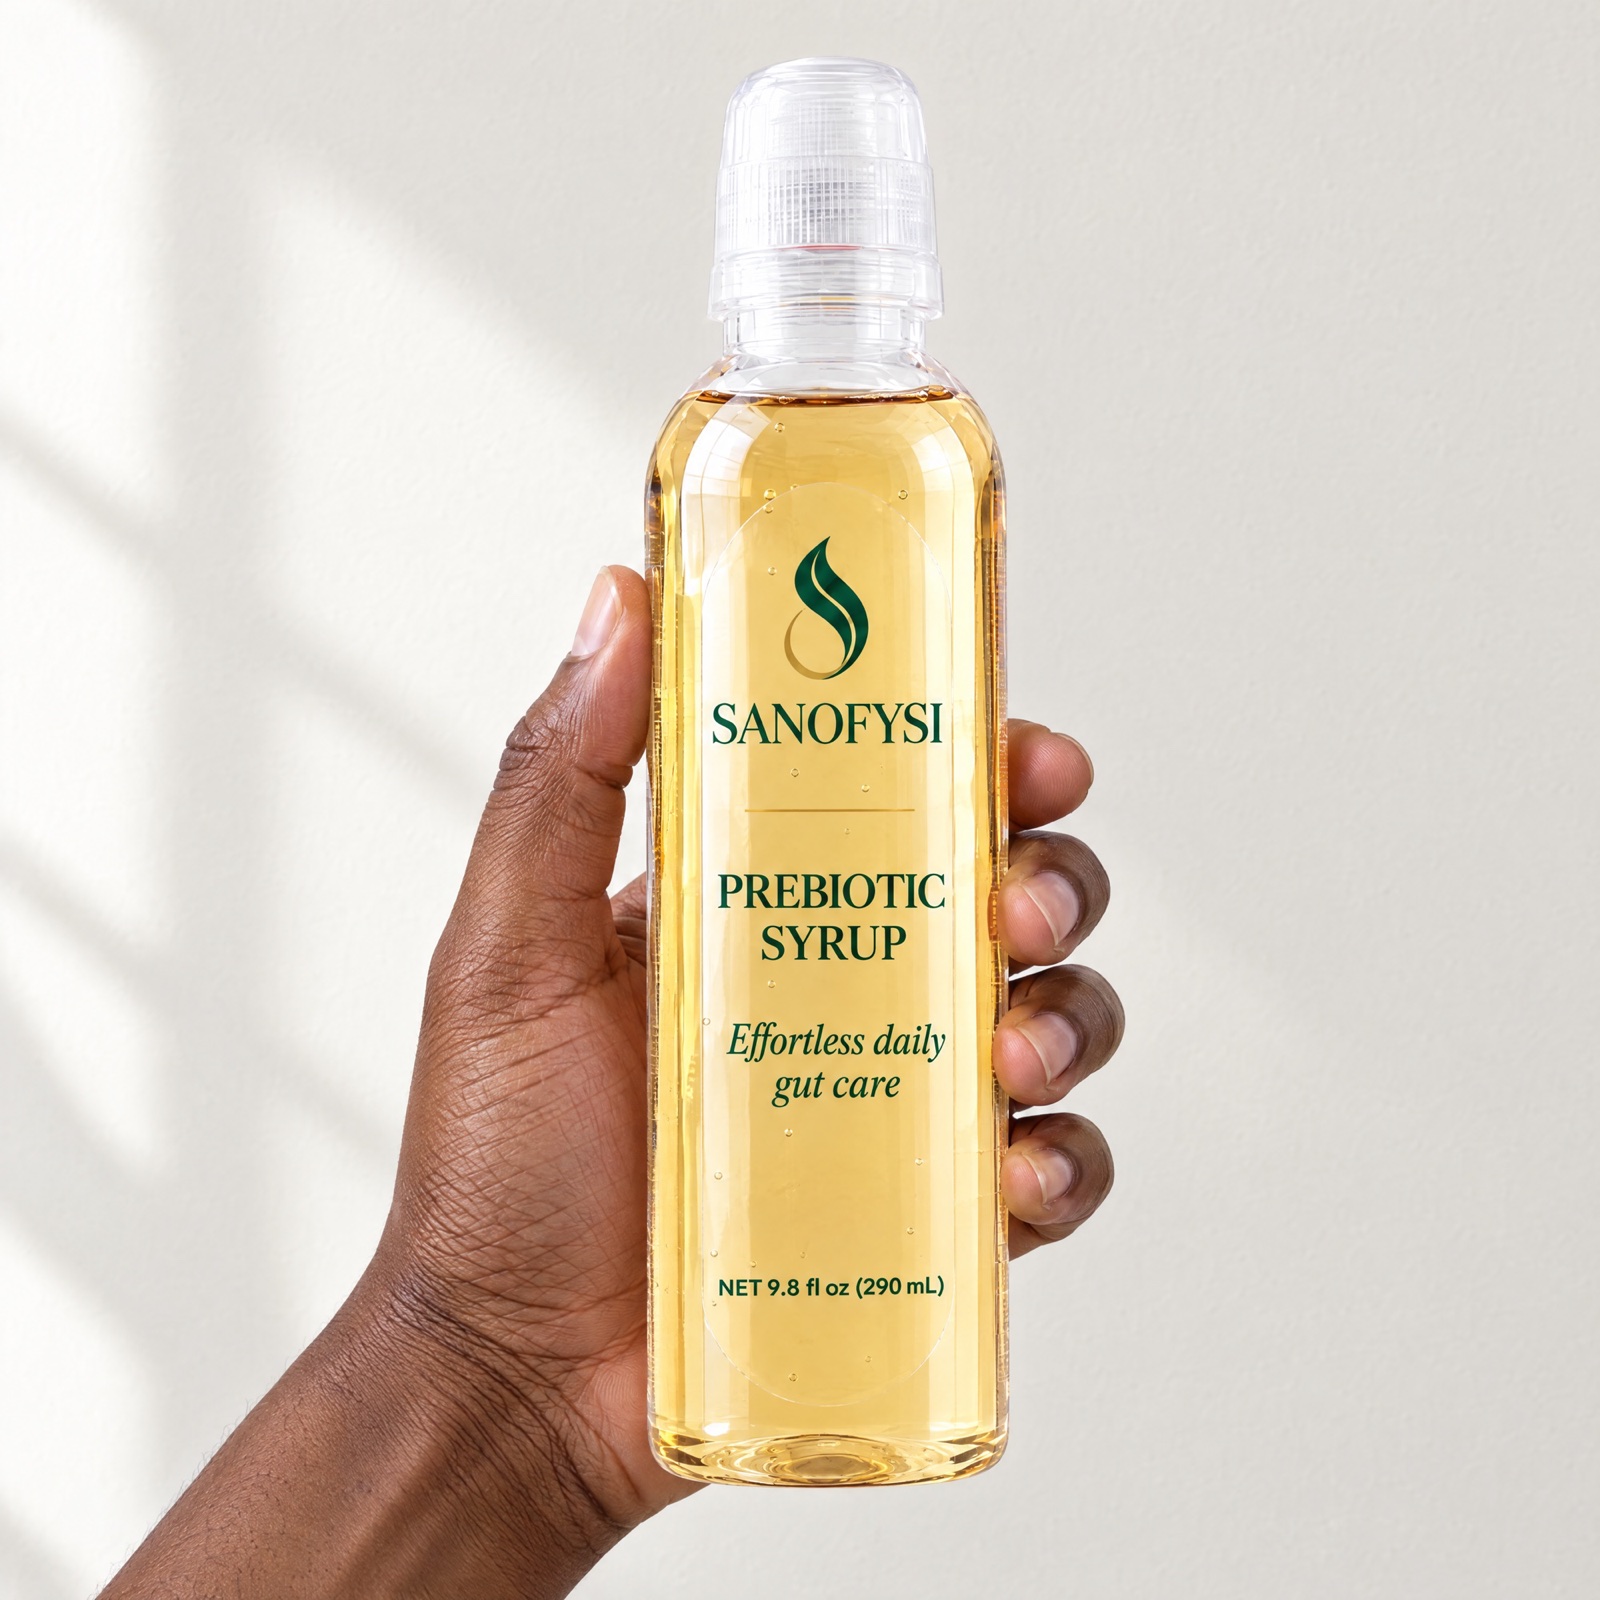 SANOFYSI
PREBIOTIC
SYRUP
Effortless daily
gut care
NET 9.8 fl oz (290 mL)